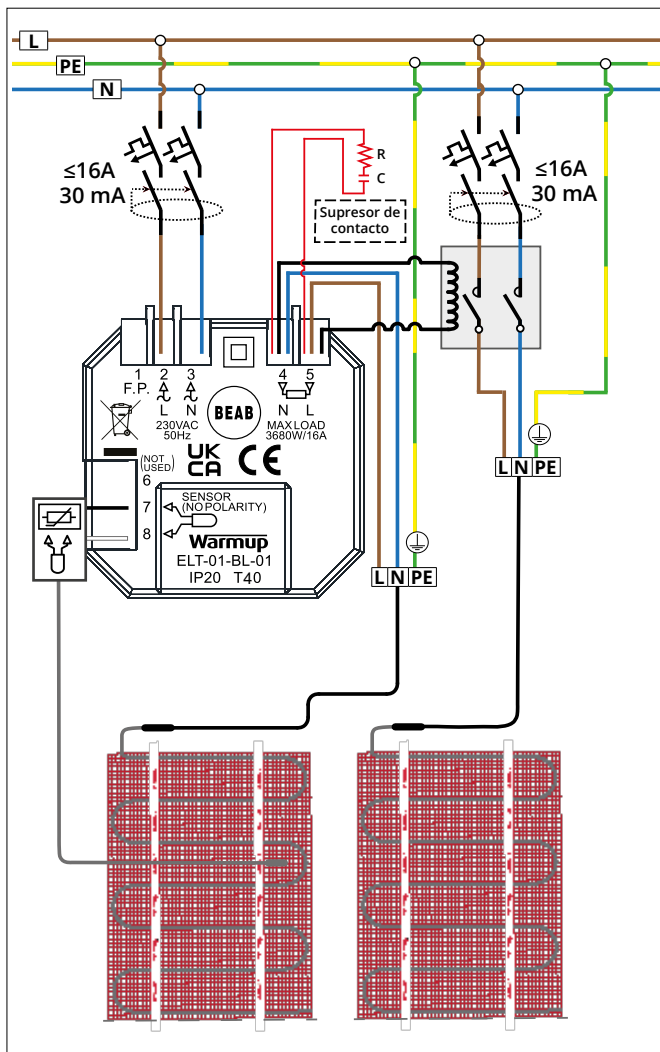 L
PE
N
≤16A
30 mA
R
C
Supresor de
contacto
≤16A
30 mA
1
2
3
4
5
F.P.
L
N
N
L
230VAC
50Hz
BEAB
MAX LOAD
3680W/16A
UK
CA
CE
(NOT
USED)
6
7
8
SENSOR
(NO POLARITY)
Warmup
ELT-01-BL-01
IP20 T40
L N PE
L N PE